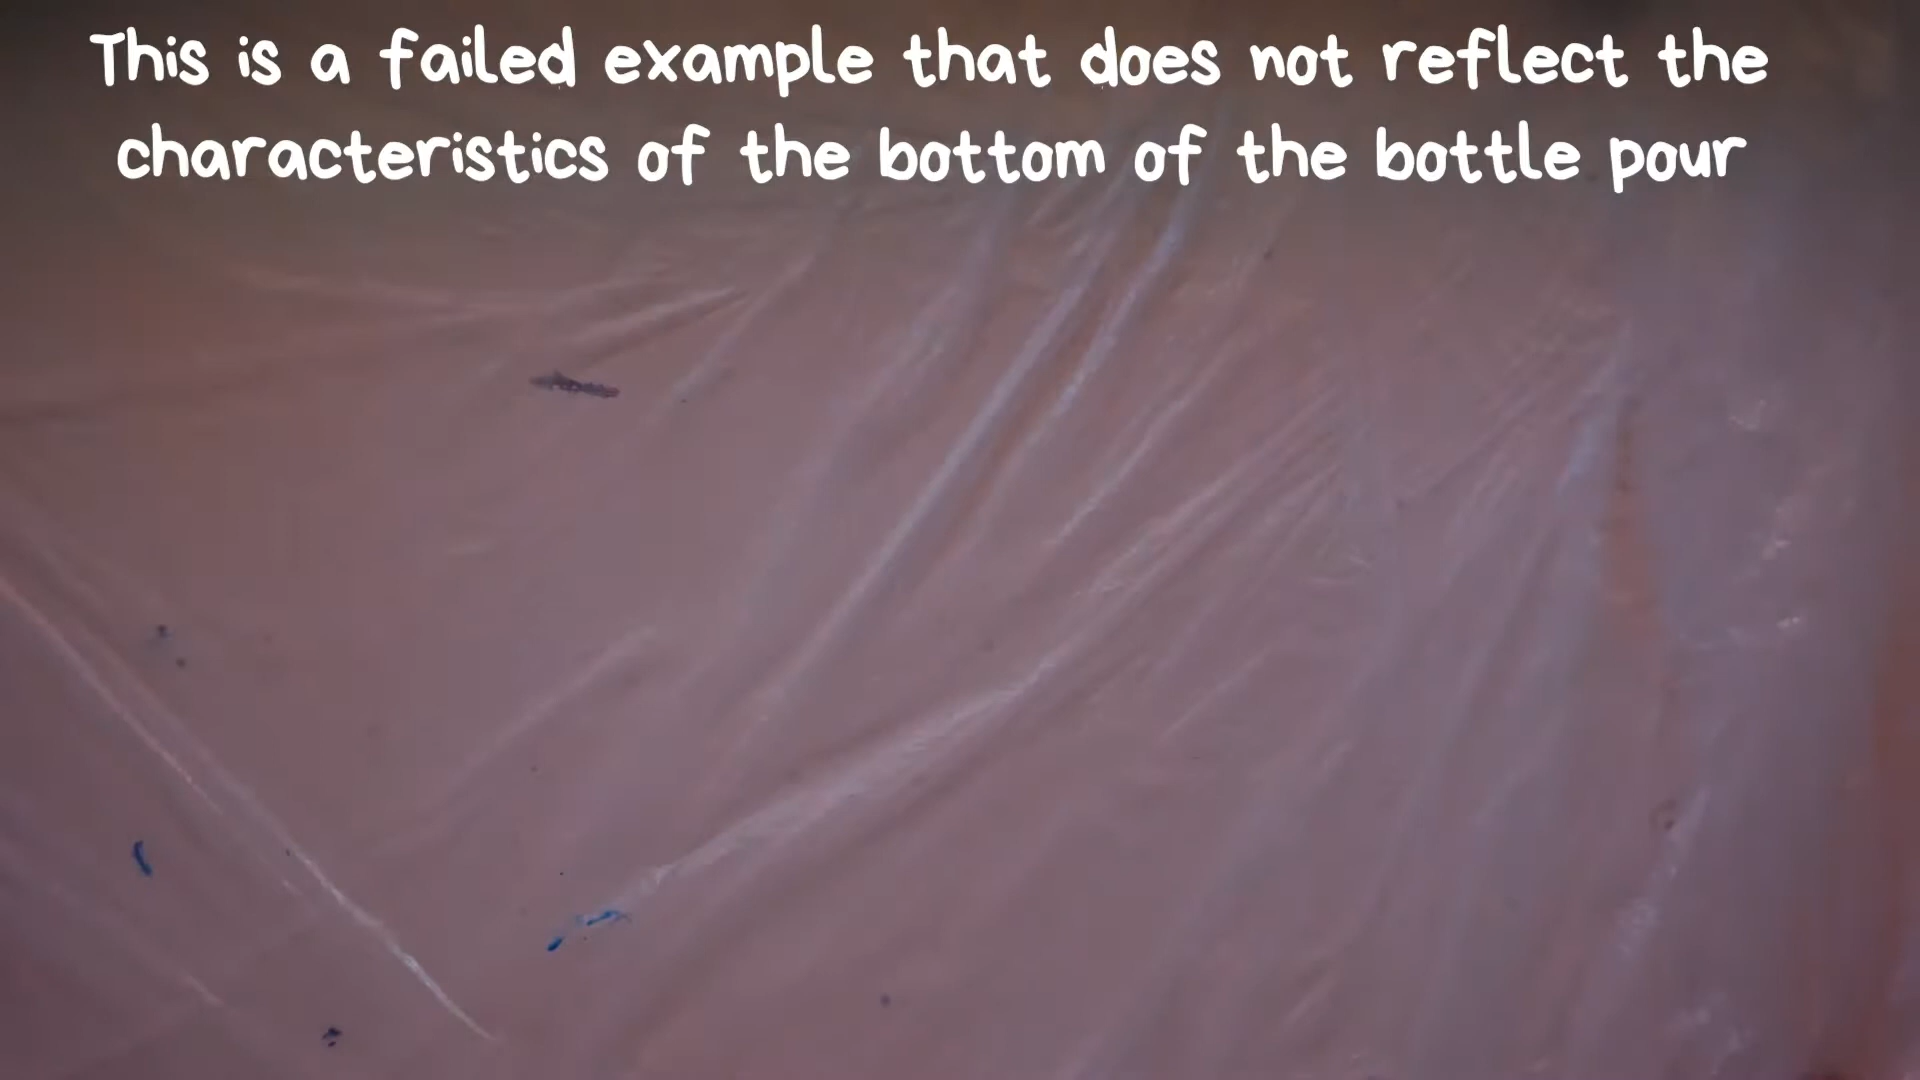 This is a failed example that does not reflect the
characteristics of the bottom of the bottle pour